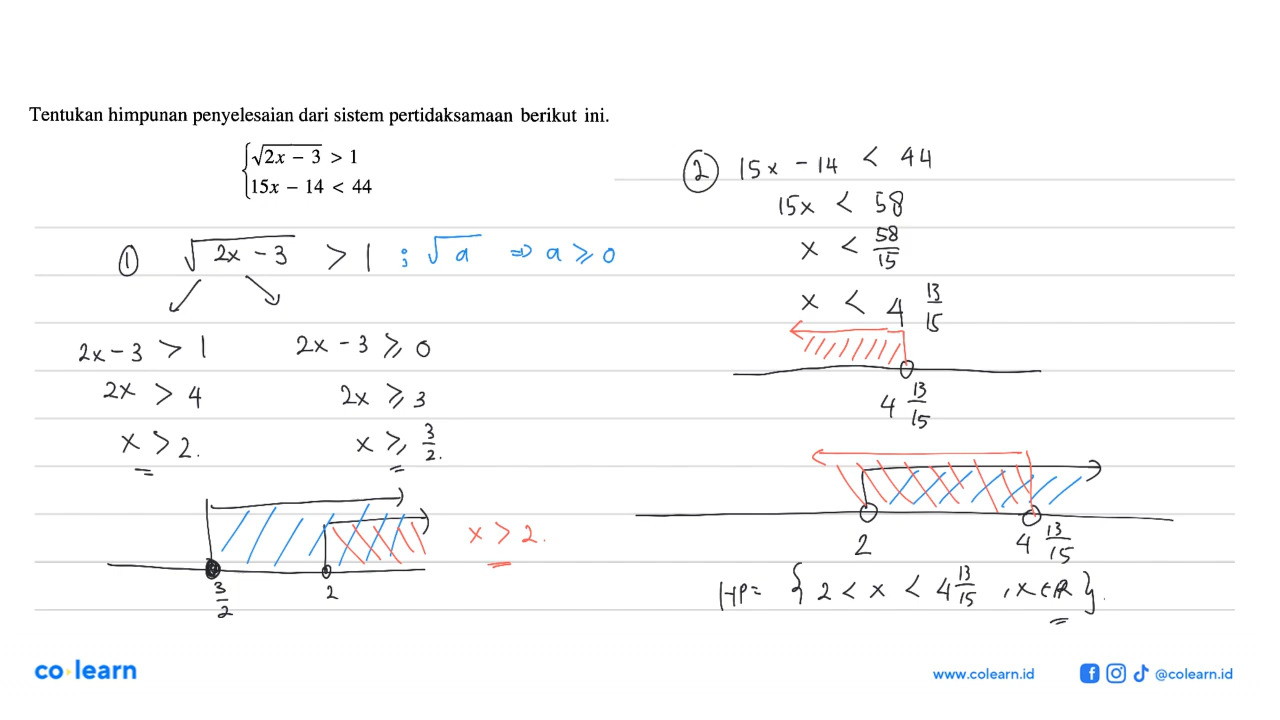 Tentukan himpunan penyelesaian dari sistem pertidaksamaan berikut ini.
√2x − 3 > 1
15x − 14 < 44
① √2x − 3 > 1 ; √a ⇒ a ≥ 0
2x − 3 > 1 2x − 3 ≥ 0
2x > 4 2x ≥ 3
x > 2. x ≥ 3/2.
x > 2.
3/2 2
② 15x − 14 < 44
15x < 58
x < 58/15
x < 4 13/15
4 13/15
2 4 13/15
HP = { 2 < x < 4 13/15 , x ∈ R }.
co learn
www.colearn.id @colearn.id